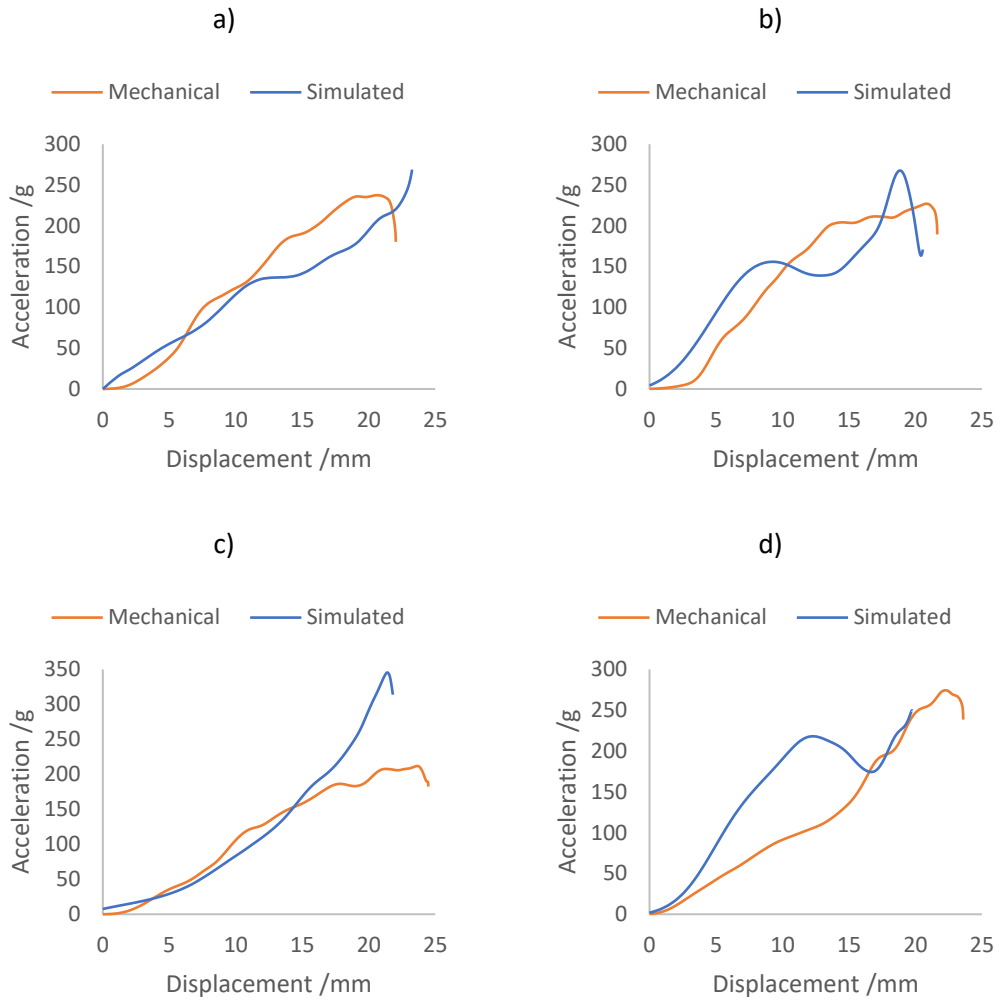 a)
Mechanical Simulated
300
250
200
150
100
50
0
Acceleration /g
0 5 10 15 20 25
Displacement /mm
b)
Mechanical Simulated
300
250
200
150
100
50
0
Acceleration /g
0 5 10 15 20 25
Displacement /mm
c)
Mechanical Simulated
350
300
250
200
150
100
50
0
Acceleration /g
0 5 10 15 20 25
Displacement /mm
d)
Mechanical Simulated
300
250
200
150
100
50
0
Acceleration /g
0 5 10 15 20 25
Displacement /mm